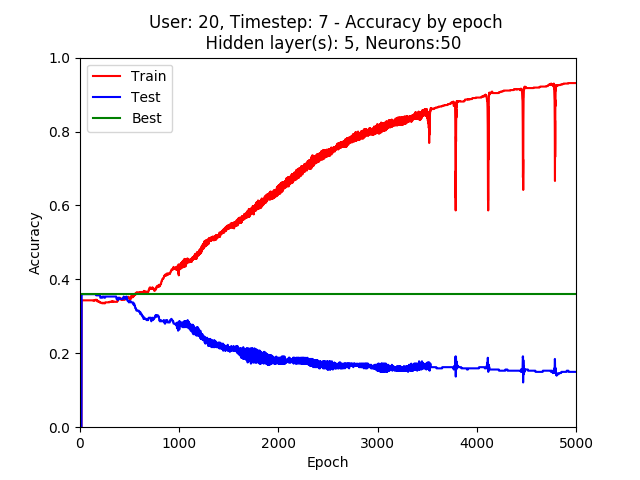 User: 20, Timestep: 7 - Accuracy by epoch
Hidden layer(s): 5, Neurons:50
1.0
Train
Test
Best
0.8
0.6
0.4
0.2
0.0
Accuracy
0 1000 2000 3000 4000 5000
Epoch